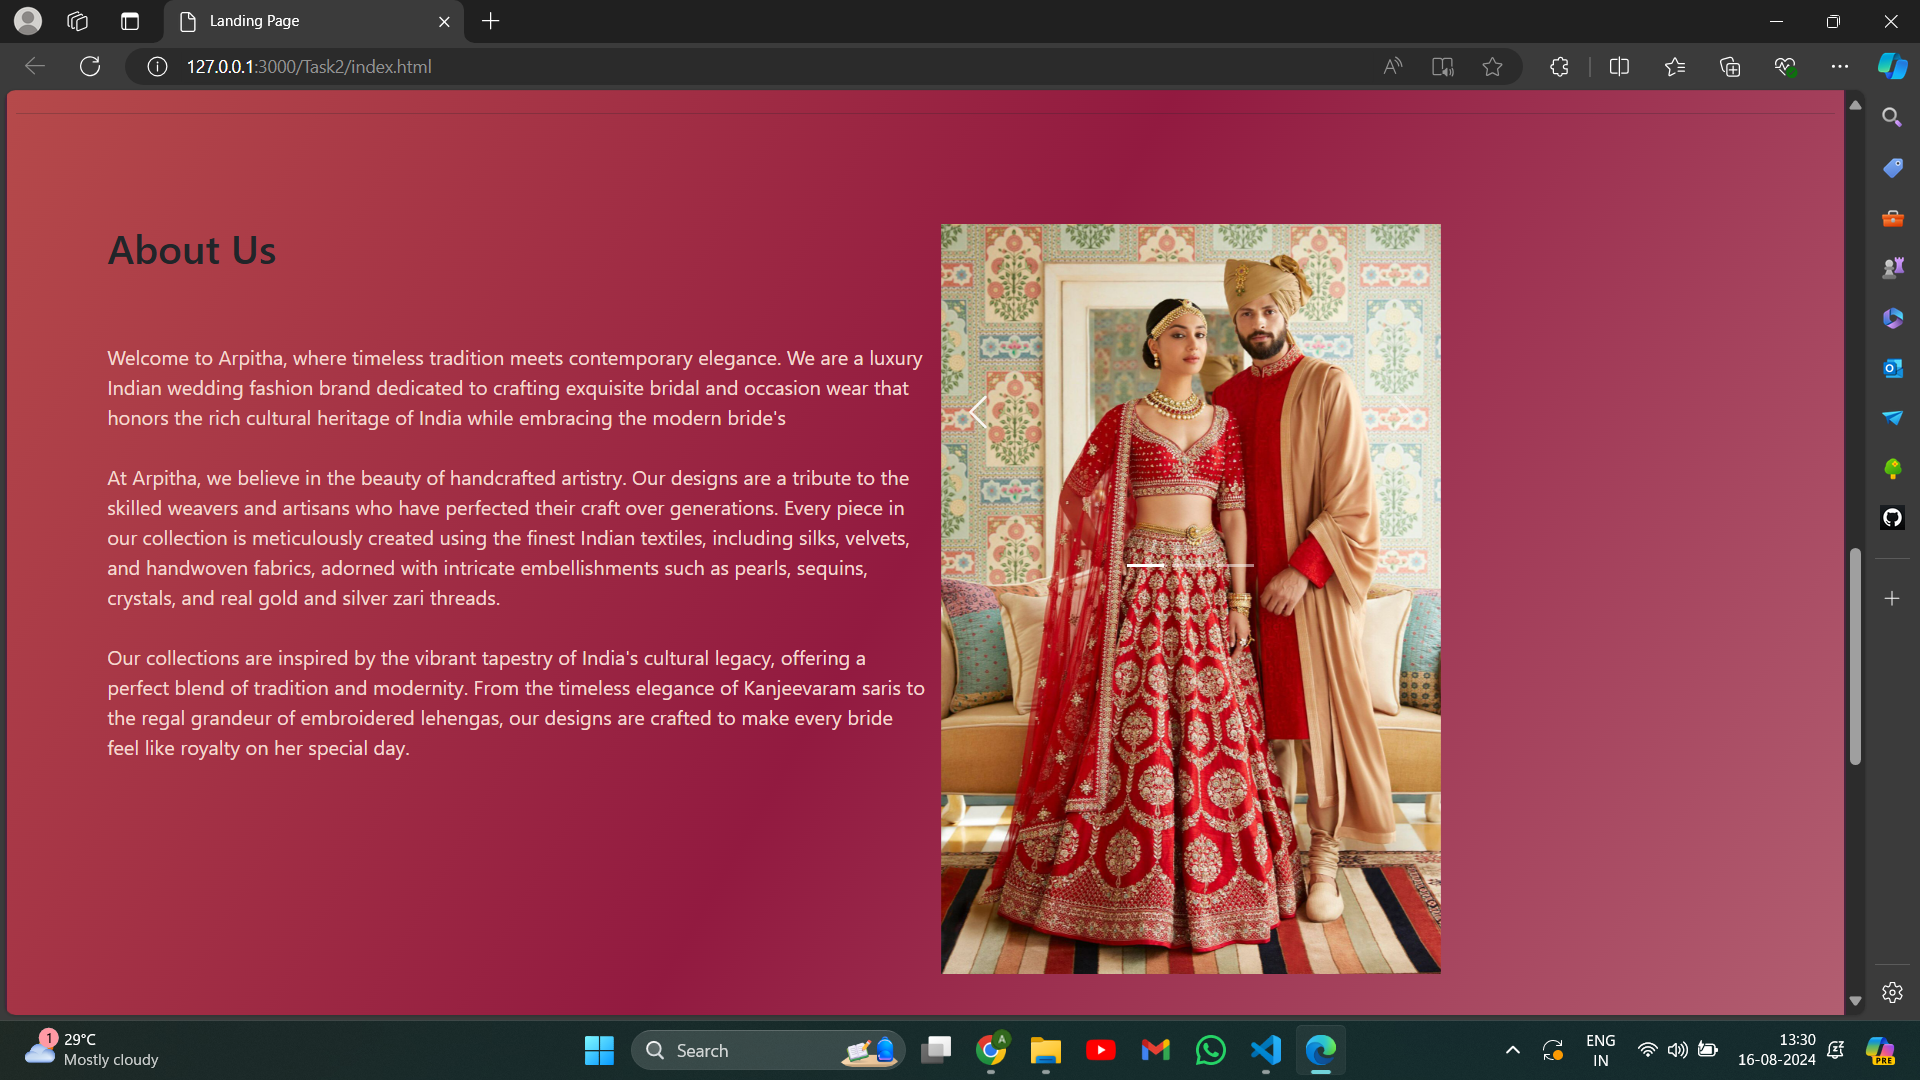 Landing Page
127.0.0.1:3000/Task2/index.html
About Us
Welcome to Arpitha, where timeless tradition meets contemporary elegance. We are a luxury
Indian wedding fashion brand dedicated to crafting exquisite bridal and occasion wear that
honors the rich cultural heritage of India while embracing the modern bride's
At Arpitha, we believe in the beauty of handcrafted artistry. Our designs are a tribute to the
skilled weavers and artisans who have perfected their craft over generations. Every piece in
our collection is meticulously created using the finest Indian textiles, including silks, velvets,
and handwoven fabrics, adorned with intricate embellishments such as pearls, sequins,
crystals, and real gold and silver zari threads.
Our collections are inspired by the vibrant tapestry of India's cultural legacy, offering a
perfect blend of tradition and modernity. From the timeless elegance of Kanjeevaram saris to
the regal grandeur of embroidered lehengas, our designs are crafted to make every bride
feel like royalty on her special day.
1
29°C
Mostly cloudy
Search
A
ENG
IN
13:30
16-08-2024
PRE